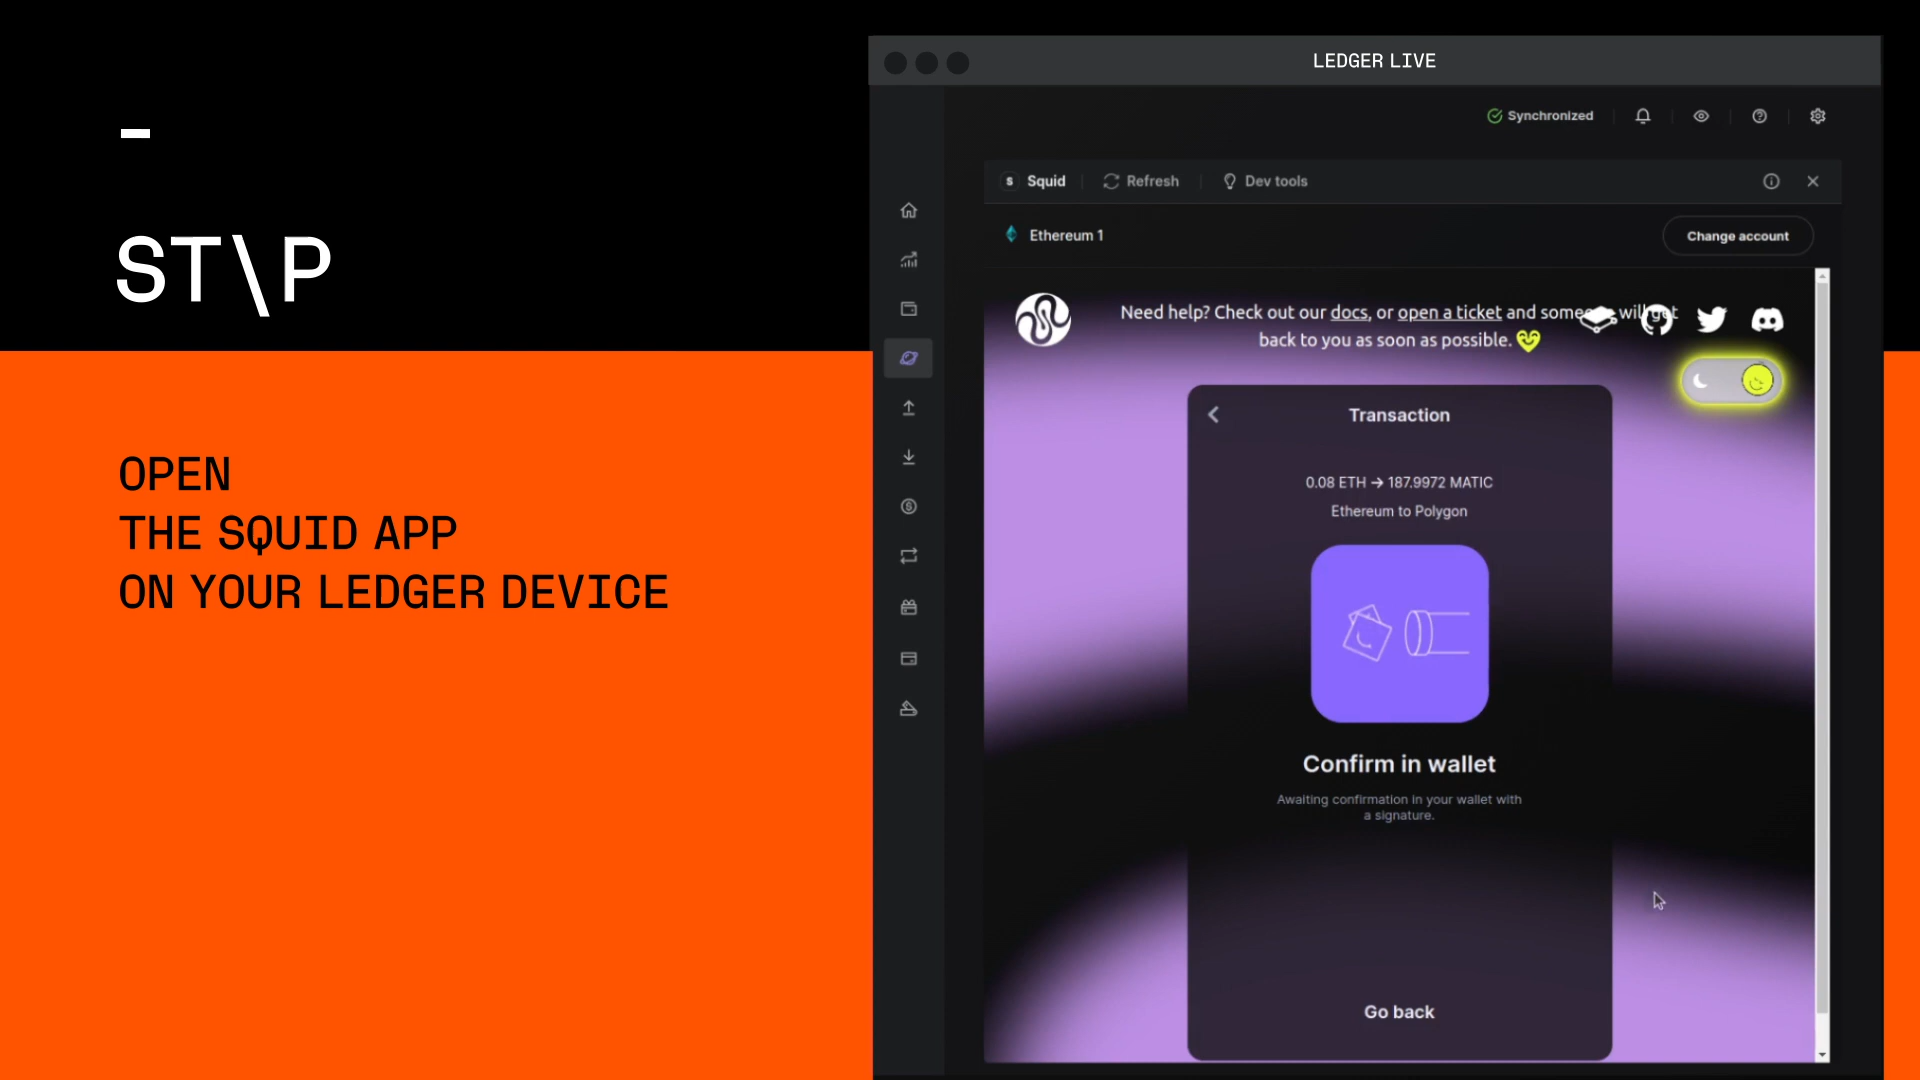 -
ST\P
OPEN
THE SQUID APP
ON YOUR LEDGER DEVICE
LEDGER LIVE
Synchronized
S Squid
Refresh
Dev tools
Ethereum 1
Change account
Need help? Check out our docs, or open a ticket and someone will get
back to you as soon as possible.
Transaction
0.08 ETH → 187.9972 MATIC
Ethereum to Polygon
Confirm in wallet
Awaiting confirmation in your wallet with
a signature.
Go back